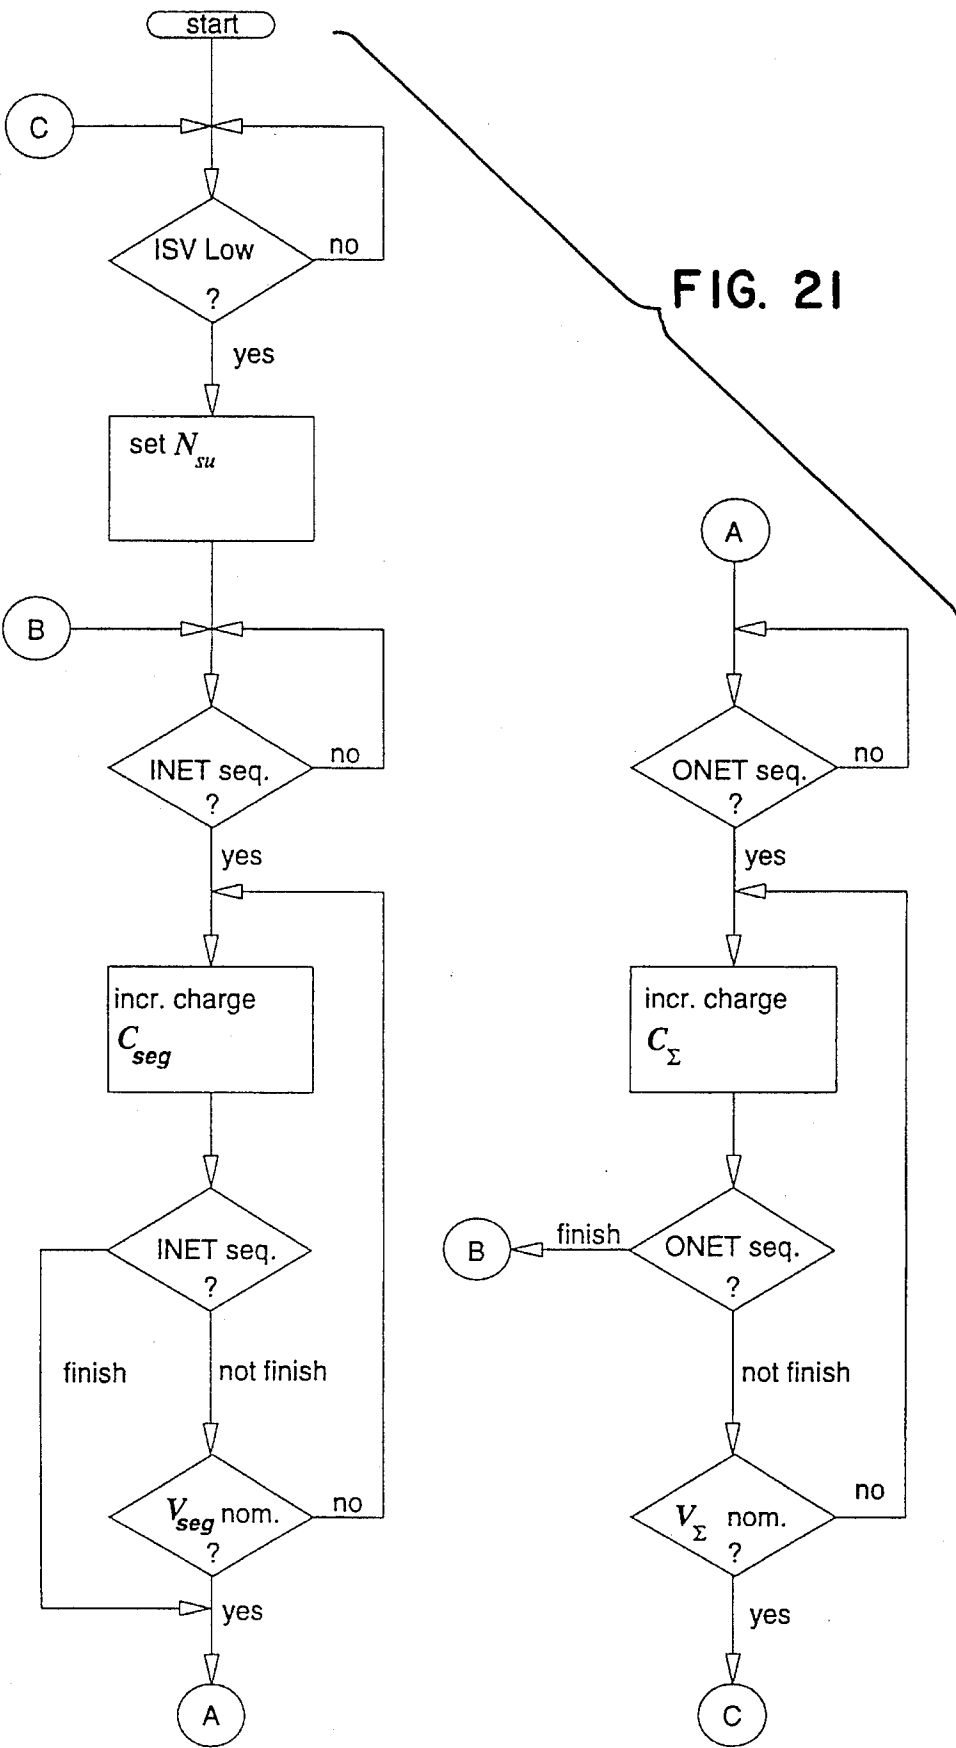 start
C
ISV Low
?
no
yes
FIG. 21
set N_su
B
INET seq.
?
no
yes
incr. charge
C_seg
INET seq.
?
finish
not finish
V_seg nom.
?
no
yes
A
A
ONET seq.
?
no
yes
incr. charge
C_Σ
ONET seq.
?
finish
B
not finish
V_Σ nom.
?
no
yes
C